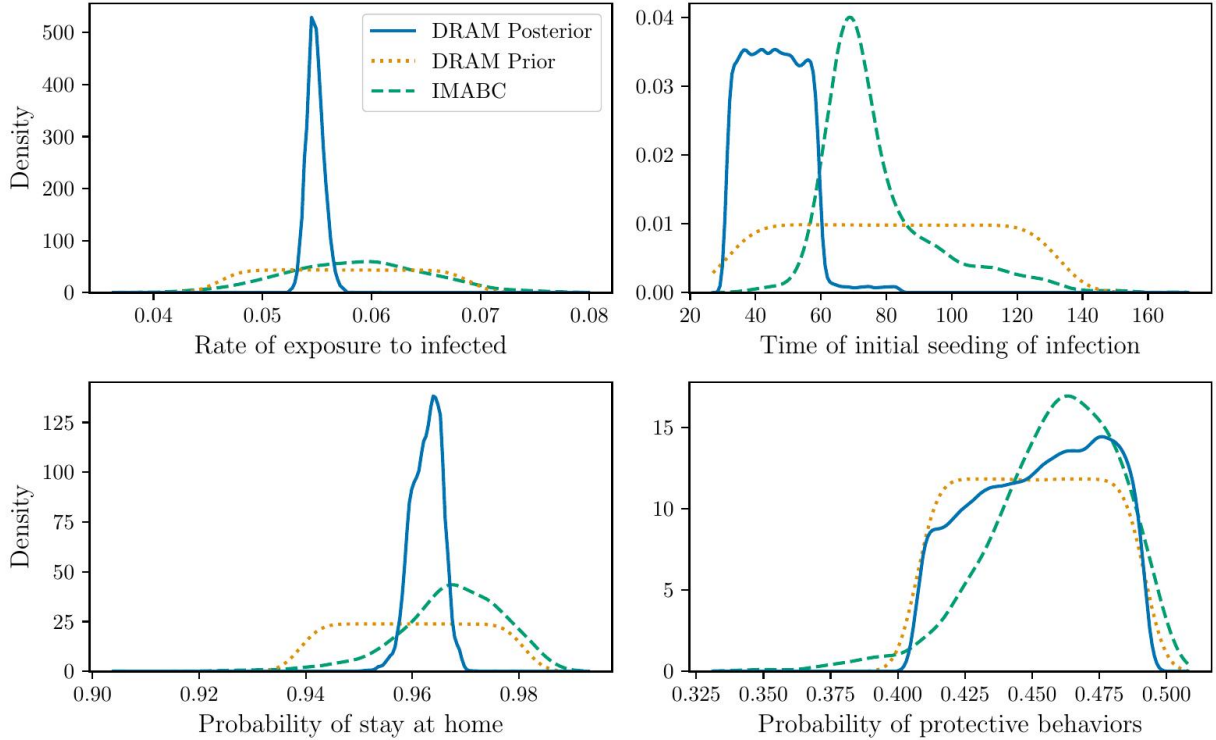 500
400
300
200
100
0
Density
DRAM Posterior
DRAM Prior
IMABC
0.04 0.05 0.06 0.07 0.08
Rate of exposure to infected
0.04
0.03
0.02
0.01
0.00
20 40 60 80 100 120 140 160
Time of initial seeding of infection
125
100
75
50
25
0
Density
0.90 0.92 0.94 0.96 0.98
Probability of stay at home
15
10
5
0
0.325 0.350 0.375 0.400 0.425 0.450 0.475 0.500
Probability of protective behaviors